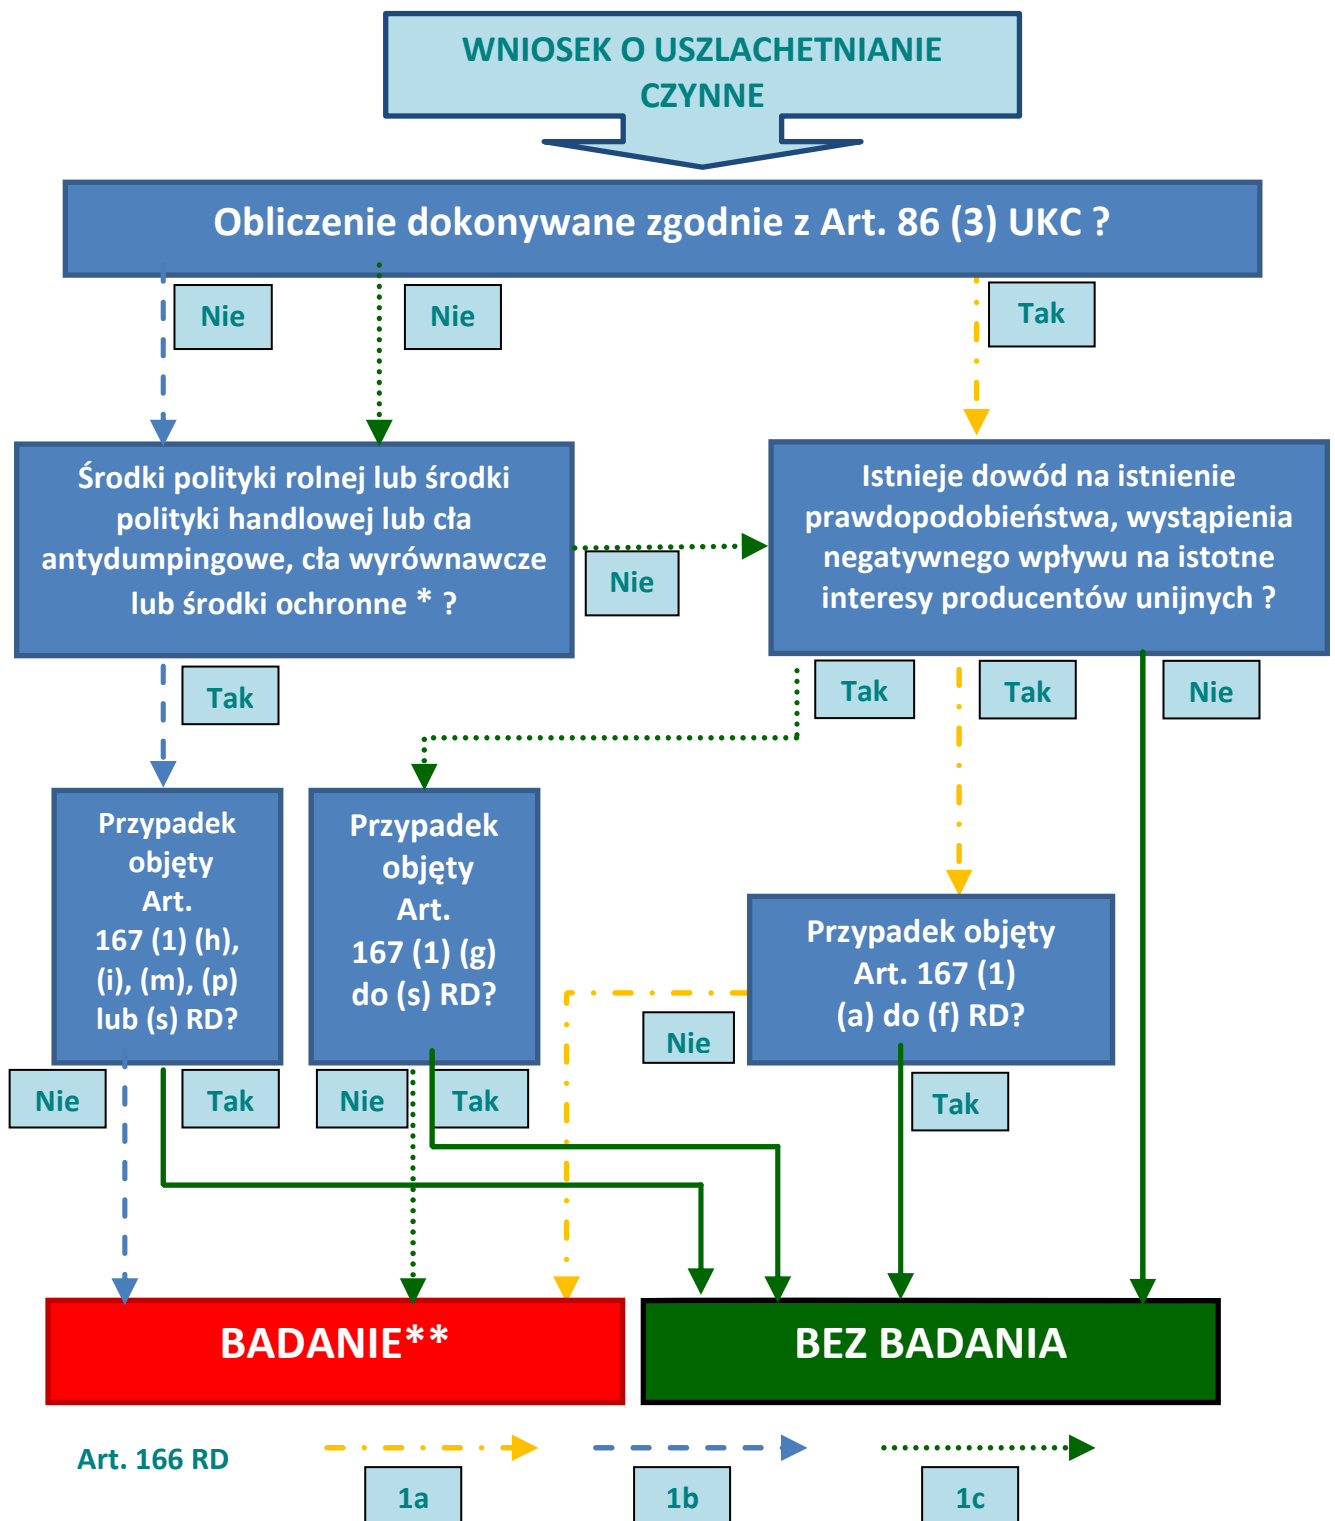 WNIOSEK O USZLACHETNIANIE
CZYNNE
Obliczenie dokonywane zgodnie z Art. 86 (3) UKC ?
Nie
Nie
Tak
Środki polityki rolnej lub środki
polityki handlowej lub cła
antydumpingowe, cła wyrównawcze
lub środki ochronne * ?
Nie
Istnieje dowód na istnienie
prawdopodobieństwa, wystąpienia
negatywnego wpływu na istotne
interesy producentów unijnych ?
Tak
Tak
Tak
Nie
Przypadek
objęty
Art.
167 (1) (h),
(i), (m), (p)
lub (s) RD?
Przypadek
objęty
Art.
167 (1) (g)
do (s) RD?
Przypadek objęty
Art. 167 (1)
(a) do (f) RD?
Nie
Nie
Tak
Nie
Tak
Tak
BADANIE**
BEZ BADANIA
Art. 166 RD
1a
1b
1c